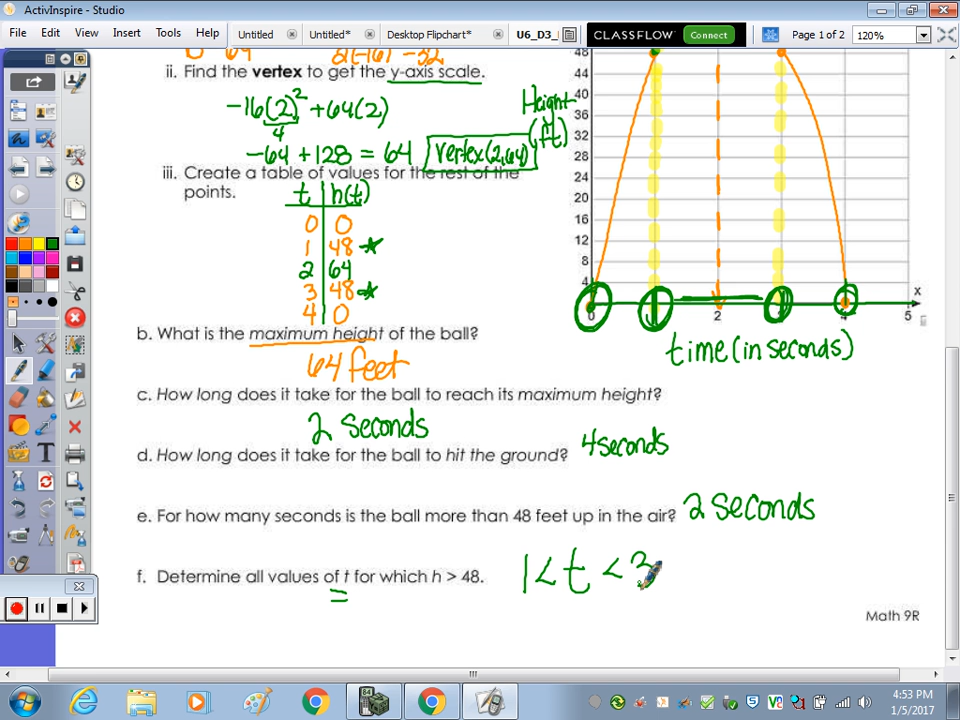 ActivInspire - Studio
File Edit View Insert Tools Help
Untitled
Untitled*
Desktop Flipchart*
U6_D3_
CLASSFLOW Connect
Page 1 of 2
120%
ii. Find the vertex to get the y-axis scale.
-16(2)² + 64(2)
4
-64 + 128 = 64 vertex (2,64)
iii. Create a table of values for the rest of the points.
t h(t)
0 0
1 48 ★
2 64
3 48 ★
4 0
Height
(ft)
48
44
40
36
32
28
24
20
16
12
8
4
0 2 4 5
x
time (in seconds)
b. What is the maximum height of the ball?
64 feet
c. How long does it take for the ball to reach its maximum height?
2 seconds
d. How long does it take for the ball to hit the ground? 4 seconds
e. For how many seconds is the ball more than 48 feet up in the air? 2 seconds
f. Determine all values of t for which h > 48. 1 < t < 3
Math 9R
4:53 PM
1/5/2017